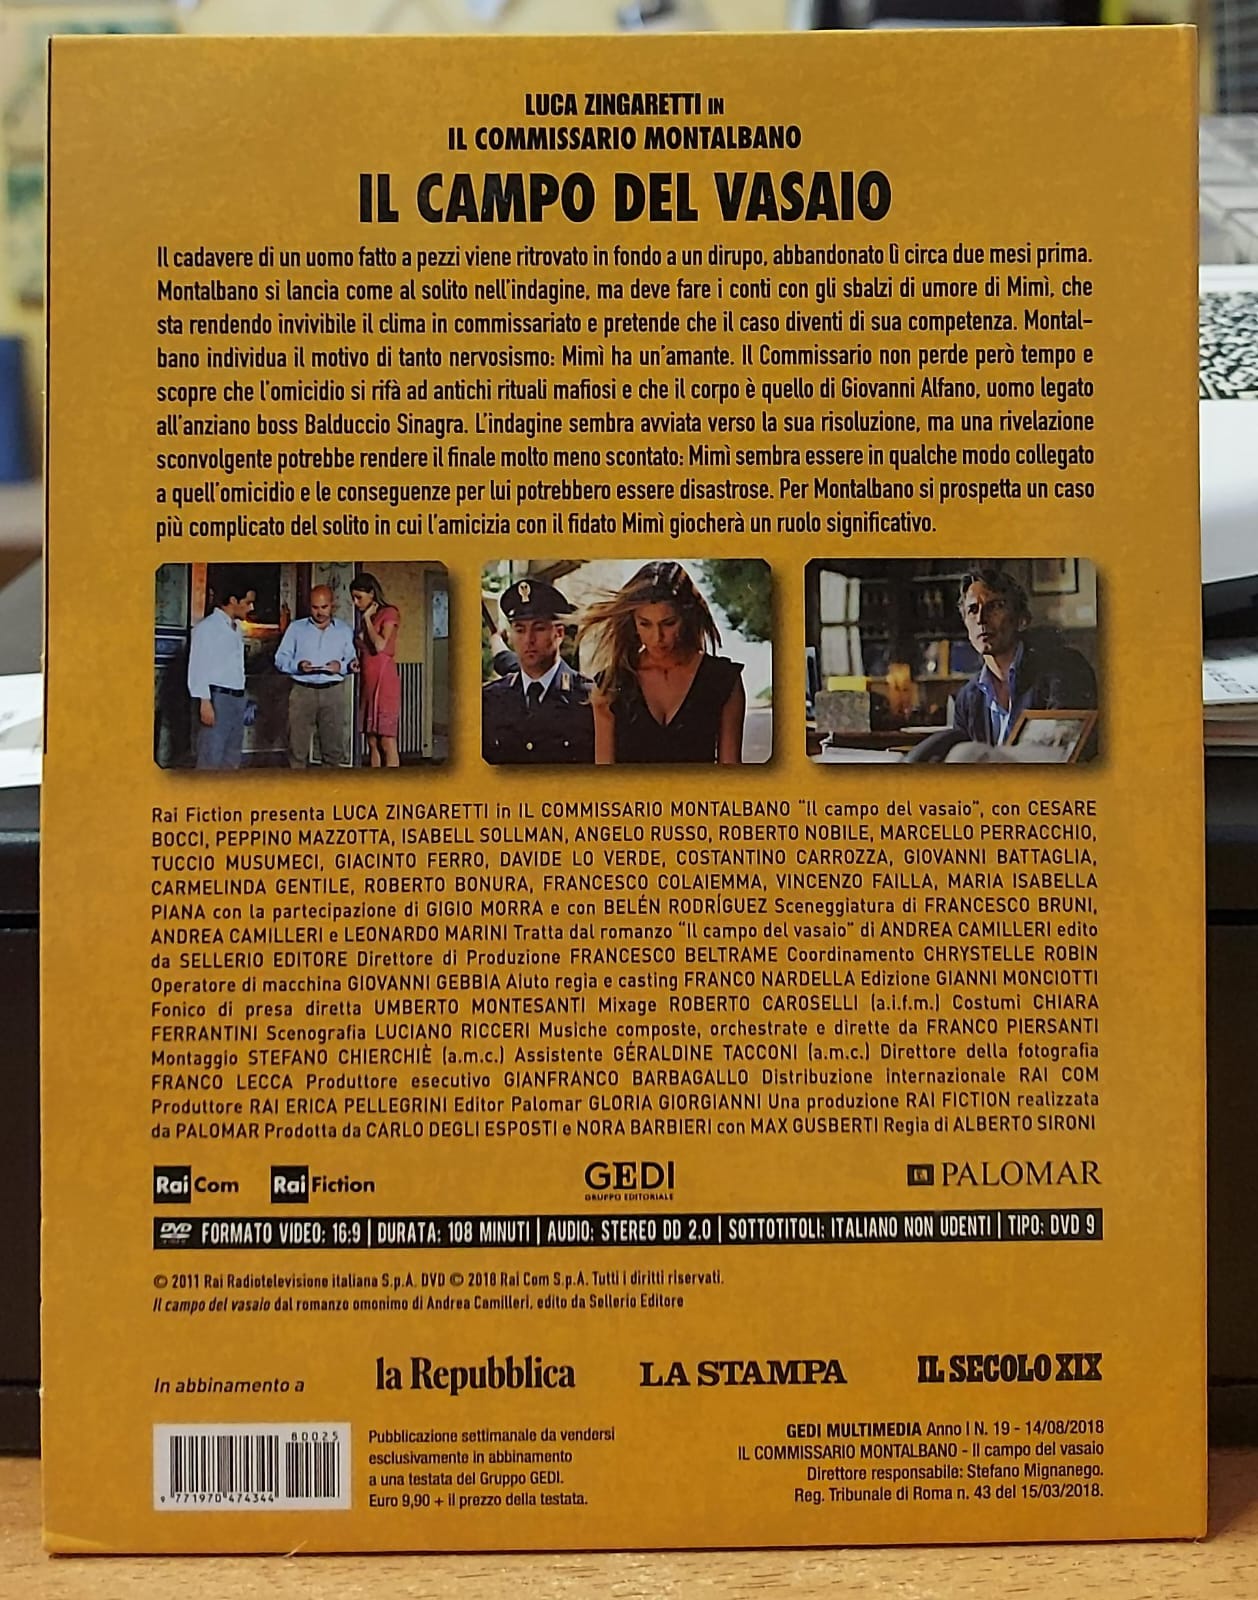 LUCA ZINGARETTI IN
IL COMMISSARIO MONTALBANO
IL CAMPO DEL VASAIO
Il cadavere di un uomo fatto a pezzi viene ritrovato in fondo a un dirupo, abbandonato lì circa due mesi prima.
Montalbano si lancia come al solito nell'indagine, ma deve fare i conti con gli sbalzi di umore di Mimì, che
sta rendendo invivibile il clima in commissariato e pretende che il caso diventi di sua competenza. Montal-
bano individua il motivo di tanto nervosismo: Mimì ha un'amante. Il Commissario non perde però tempo e
scopre che l'omicidio si rifà ad antichi rituali mafiosi e che il corpo è quello di Giovanni Alfano, uomo legato
all'anziano boss Balduccio Sinagra. L'indagine sembra avviata verso la sua risoluzione, ma una rivelazione
sconvolgente potrebbe rendere il finale molto meno scontato: Mimì sembra essere in qualche modo collegato
a quell'omicidio e le conseguenze per lui potrebbero essere disastrose. Per Montalbano si prospetta un caso
più complicato del solito in cui l'amicizia con il fidato Mimì giocherà un ruolo significativo.
Rai Fiction presenta LUCA ZINGARETTI in IL COMMISSARIO MONTALBANO "Il campo del vasaio", con CESARE
BOCCI, PEPPINO MAZZOTTA, ISABELL SOLLMAN, ANGELO RUSSO, ROBERTO NOBILE, MARCELLO PERRACCHIO,
TUCCIO MUSUMECI, GIACINTO FERRO, DAVIDE LO VERDE, COSTANTINO CARROZZA, GIOVANNI BATTAGLIA,
CARMELINDA GENTILE, ROBERTO BONURA, FRANCESCO COLAIEMMA, VINCENZO FAILLA, MARIA ISABELLA
PIANA con la partecipazione di GIGIO MORRA e con BELÉN RODRÍGUEZ Sceneggiatura di FRANCESCO BRUNI,
ANDREA CAMILLERI e LEONARDO MARINI Tratta dal romanzo "Il campo del vasaio" di ANDREA CAMILLERI edito
da SELLERIO EDITORE Direttore di Produzione FRANCESCO BELTRAME Coordinamento CHRYSTELLE ROBIN
Operatore di macchina GIOVANNI GEBBIA Aiuto regia e casting FRANCO NARDELLA Edizione GIANNI MONCIOTTI
Fonico di presa diretta UMBERTO MONTESANTI Mixage ROBERTO CAROSELLI (a.i.f.m.) Costumi CHIARA
FERRANTINI Scenografia LUCIANO RICCERI Musiche composte, orchestrate e dirette da FRANCO PIERSANTI
Montaggio STEFANO CHIERCHIÈ (a.m.c.) Assistente GÉRALDINE TACCONI (a.m.c.) Direttore della fotografia
FRANCO LECCA Produttore esecutivo GIANFRANCO BARBAGALLO Distribuzione internazionale RAI COM
Produttore RAI ERICA PELLEGRINI Editor Palomar GLORIA GIORGIANNI Una produzione RAI FICTION realizzata
da PALOMAR Prodotta da CARLO DEGLI ESPOSTI e NORA BARBIERI con MAX GUSBERTI Regia di ALBERTO SIRONI
Rai Com Rai Fiction GEDI PALOMAR
GRUPPO EDITORIALE
DVD FORMATO VIDEO: 16:9 | DURATA: 108 MINUTI | AUDIO: STEREO DD 2.0 | SOTTOTITOLI: ITALIANO NON UDENTI | TIPO: DVD 9
© 2011 Rai Radiotelevisione italiana S.p.A. DVD © 2018 Rai Com S.p.A. Tutti i diritti riservati.
Il campo del vasaio dal romanzo omonimo di Andrea Camilleri, edito da Sellerio Editore
In abbinamento a la Repubblica LA STAMPA IL SECOLO XIX
80025
9 771970 474344
Pubblicazione settimanale da vendersi
esclusivamente in abbinamento
a una testata del Gruppo GEDI.
Euro 9,90 + il prezzo della testata.
GEDI MULTIMEDIA Anno I N. 19 - 14/08/2018
IL COMMISSARIO MONTALBANO - Il campo del vasaio
Direttore responsabile: Stefano Mignanego.
Reg. Tribunale di Roma n. 43 del 15/03/2018.